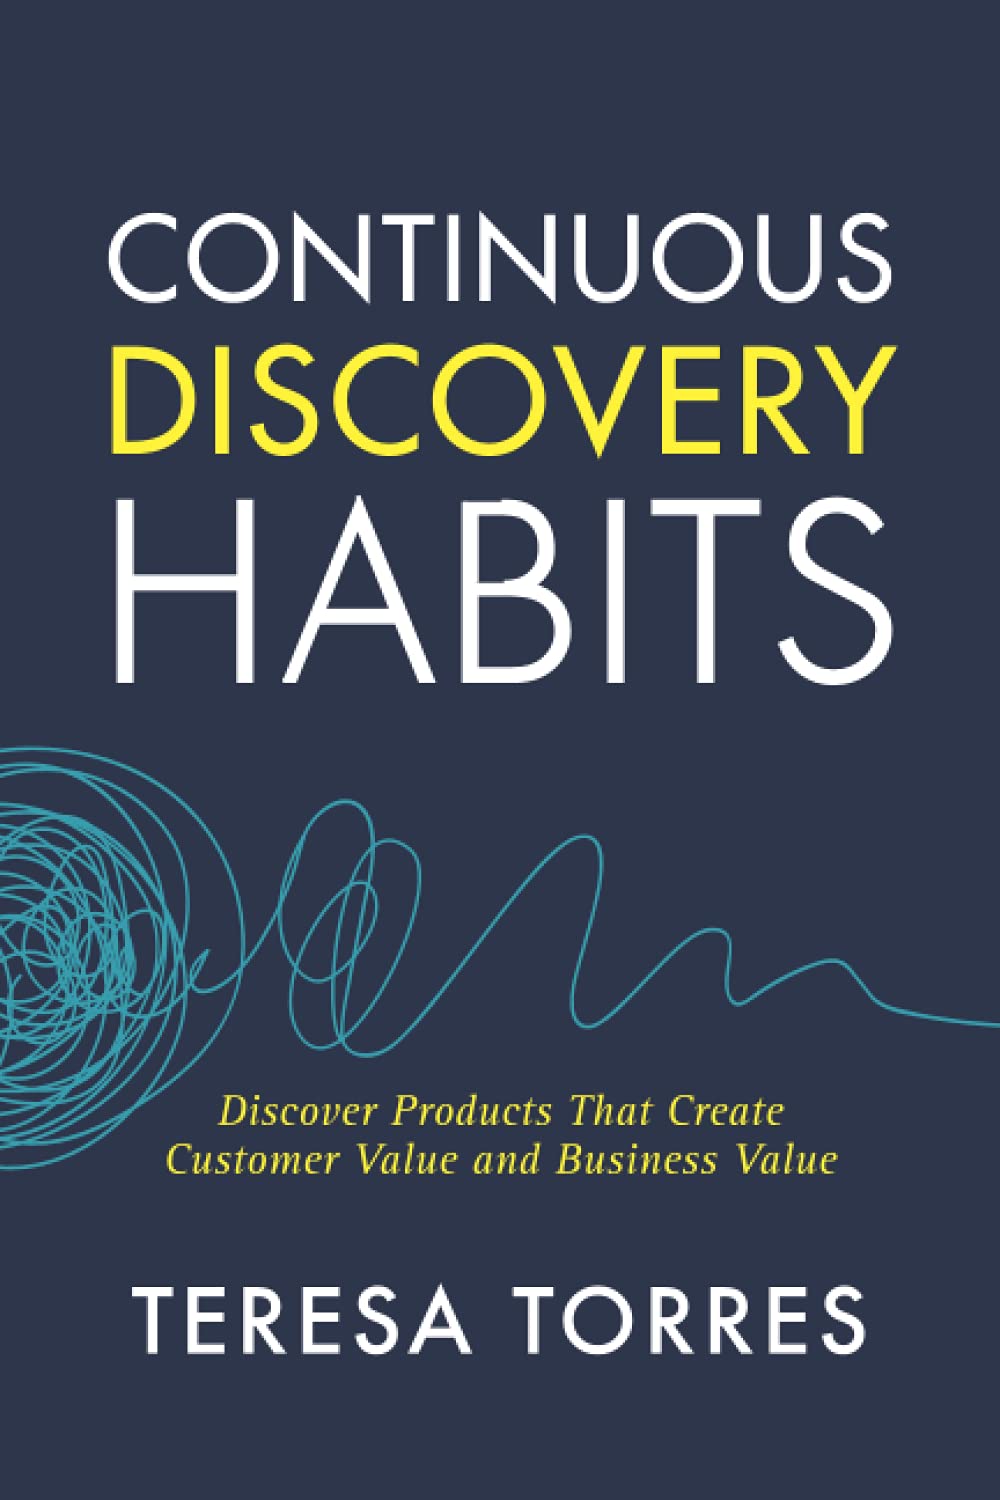 CONTINUOUS
DISCOVERY
HABITS
Discover Products That Create
Customer Value and Business Value
TERESA TORRES